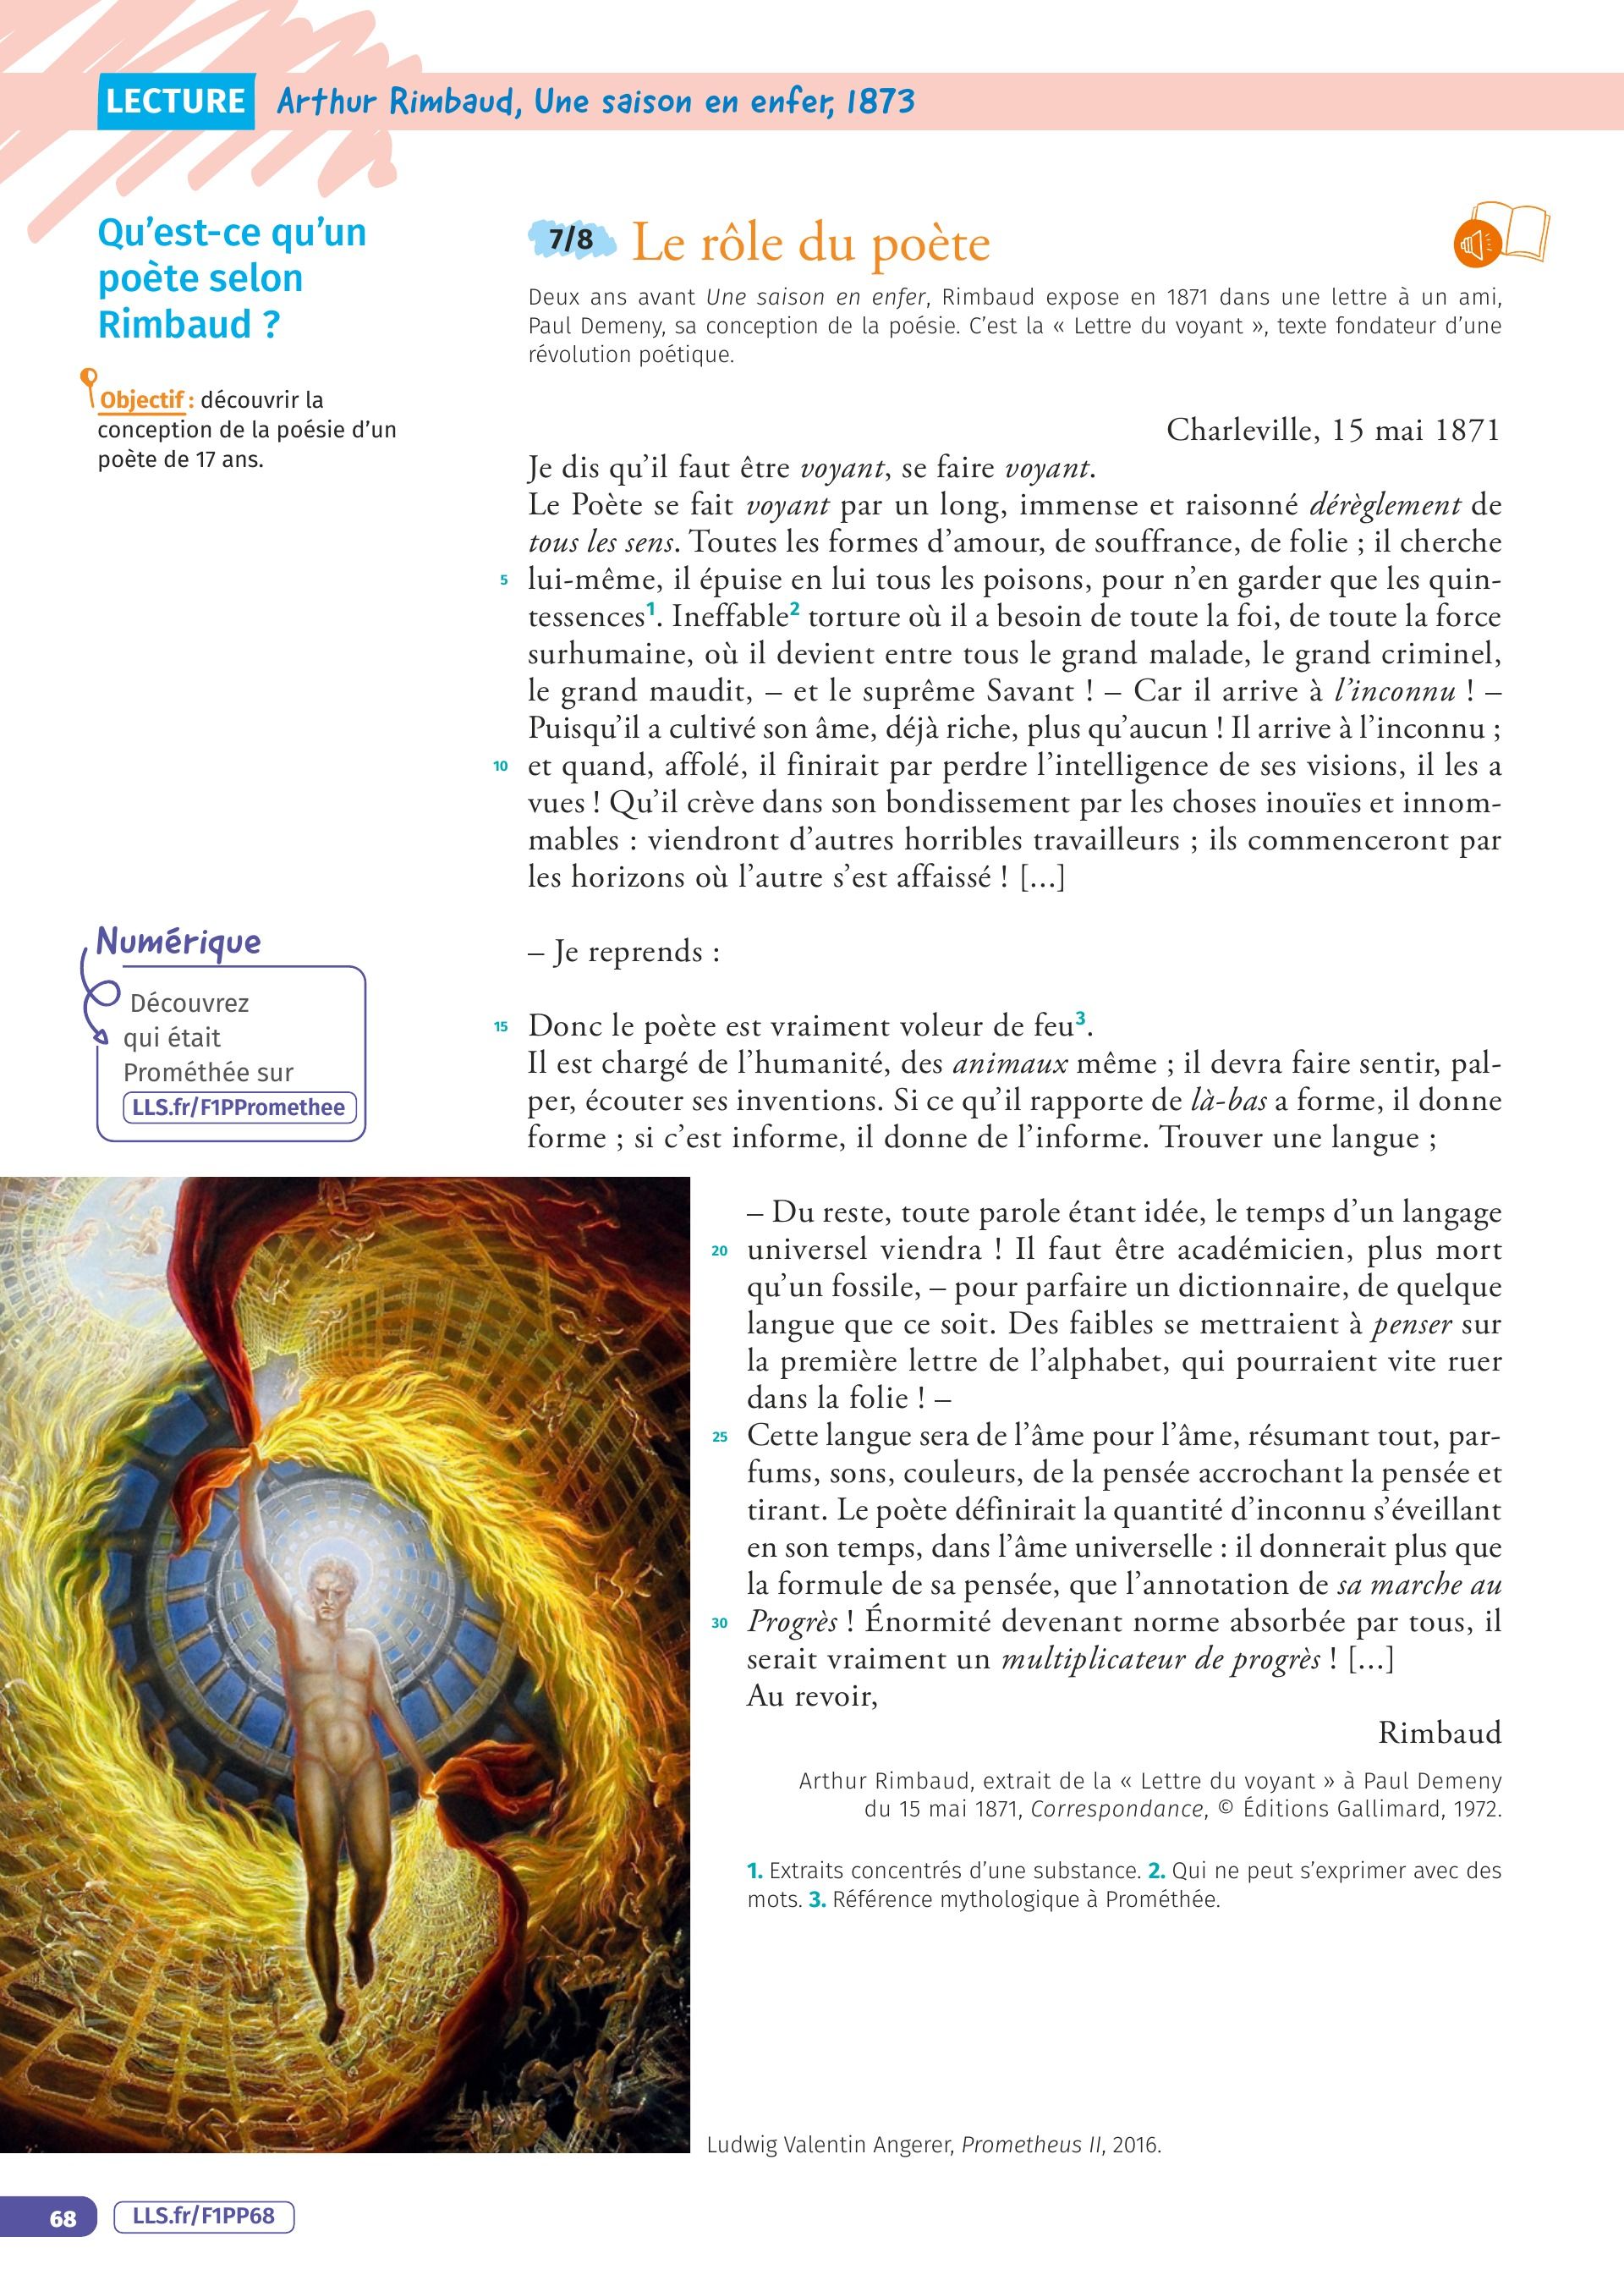 LECTURE Arthur Rimbaud, Une saison en enfer, 1873
Qu’est-ce qu’un
poète selon
Rimbaud ?
Objectif : découvrir la
conception de la poésie d’un
poète de 17 ans.
7/8 Le rôle du poète
Deux ans avant Une saison en enfer, Rimbaud expose en 1871 dans une lettre à un ami,
Paul Demeny, sa conception de la poésie. C’est la « Lettre du voyant », texte fondateur d’une
révolution poétique.
Charleville, 15 mai 1871
Je dis qu’il faut être voyant, se faire voyant.
Le Poète se fait voyant par un long, immense et raisonné dérèglement de
tous les sens. Toutes les formes d’amour, de souffrance, de folie ; il cherche
5 lui-même, il épuise en lui tous les poisons, pour n’en garder que les quin-
tessences1. Ineffable2 torture où il a besoin de toute la foi, de toute la force
surhumaine, où il devient entre tous le grand malade, le grand criminel,
le grand maudit, – et le suprême Savant ! – Car il arrive à l’inconnu ! –
Puisqu’il a cultivé son âme, déjà riche, plus qu’aucun ! Il arrive à l’inconnu ;
10 et quand, affolé, il finirait par perdre l’intelligence de ses visions, il les a
vues ! Qu’il crève dans son bondissement par les choses inouïes et innom-
mables : viendront d’autres horribles travailleurs ; ils commenceront par
les horizons où l’autre s’est affaissé ! [...]
– Je reprends :
15 Donc le poète est vraiment voleur de feu3.
Il est chargé de l’humanité, des animaux même ; il devra faire sentir, pal-
per, écouter ses inventions. Si ce qu’il rapporte de là-bas a forme, il donne
forme ; si c’est informe, il donne de l’informe. Trouver une langue ;
– Du reste, toute parole étant idée, le temps d’un langage
20 universel viendra ! Il faut être académicien, plus mort
qu’un fossile, – pour parfaire un dictionnaire, de quelque
langue que ce soit. Des faibles se mettraient à penser sur
la première lettre de l’alphabet, qui pourraient vite ruer
dans la folie ! –
25 Cette langue sera de l’âme pour l’âme, résumant tout, par-
fums, sons, couleurs, de la pensée accrochant la pensée et
tirant. Le poète définirait la quantité d’inconnu s’éveillant
en son temps, dans l’âme universelle : il donnerait plus que
la formule de sa pensée, que l’annotation de sa marche au
30 Progrès ! Énormité devenant norme absorbée par tous, il
serait vraiment un multiplicateur de progrès ! [...]
Au revoir,
Rimbaud
Arthur Rimbaud, extrait de la « Lettre du voyant » à Paul Demeny
du 15 mai 1871, Correspondance, © Éditions Gallimard, 1972.
1. Extraits concentrés d’une substance. 2. Qui ne peut s’exprimer avec des
mots. 3. Référence mythologique à Prométhée.
Numérique
Découvrez
qui était
Prométhée sur
LLS.fr/F1PPromethee
Ludwig Valentin Angerer, Prometheus II, 2016.
68 LLS.fr/F1PP68